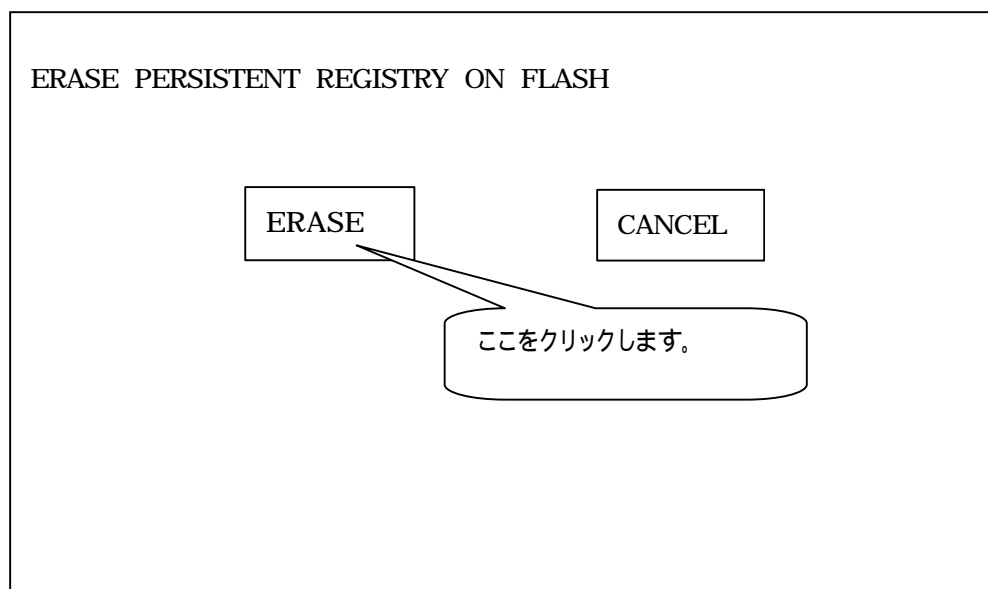 ERASE PERSISTENT REGISTRY ON FLASH
ERASE
CANCEL
ここをクリックします。